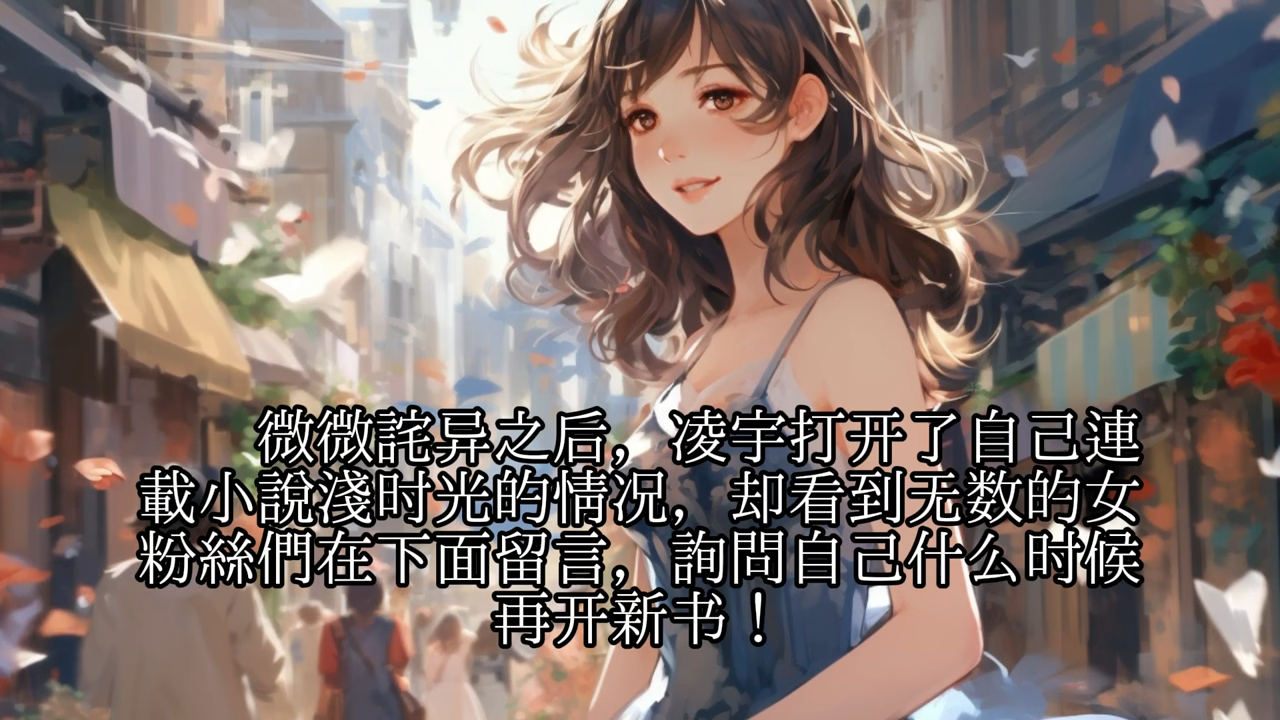 微微詫异之后，凌宇打开了自己連
載小說淺时光的情况，却看到无数的女
粉絲們在下面留言，詢問自己什么时候
再开新书！